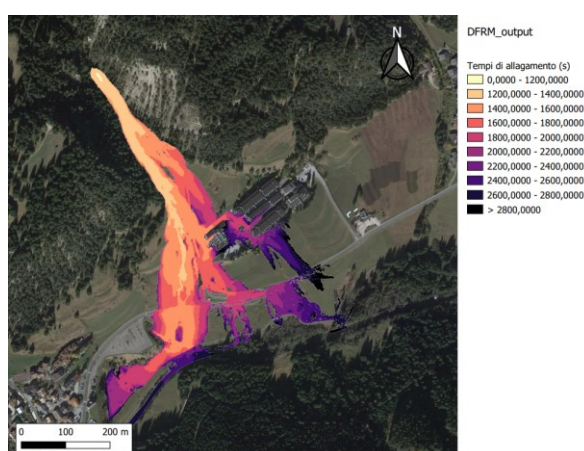 N
DFRM_output
Tempi di allagamento (s)
0,0000 - 1200,0000
1200,0000 - 1400,0000
1400,0000 - 1600,0000
1600,0000 - 1800,0000
1800,0000 - 2000,0000
2000,0000 - 2200,0000
2200,0000 - 2400,0000
2400,0000 - 2600,0000
2600,0000 - 2800,0000
> 2800,0000
0 100 200 m